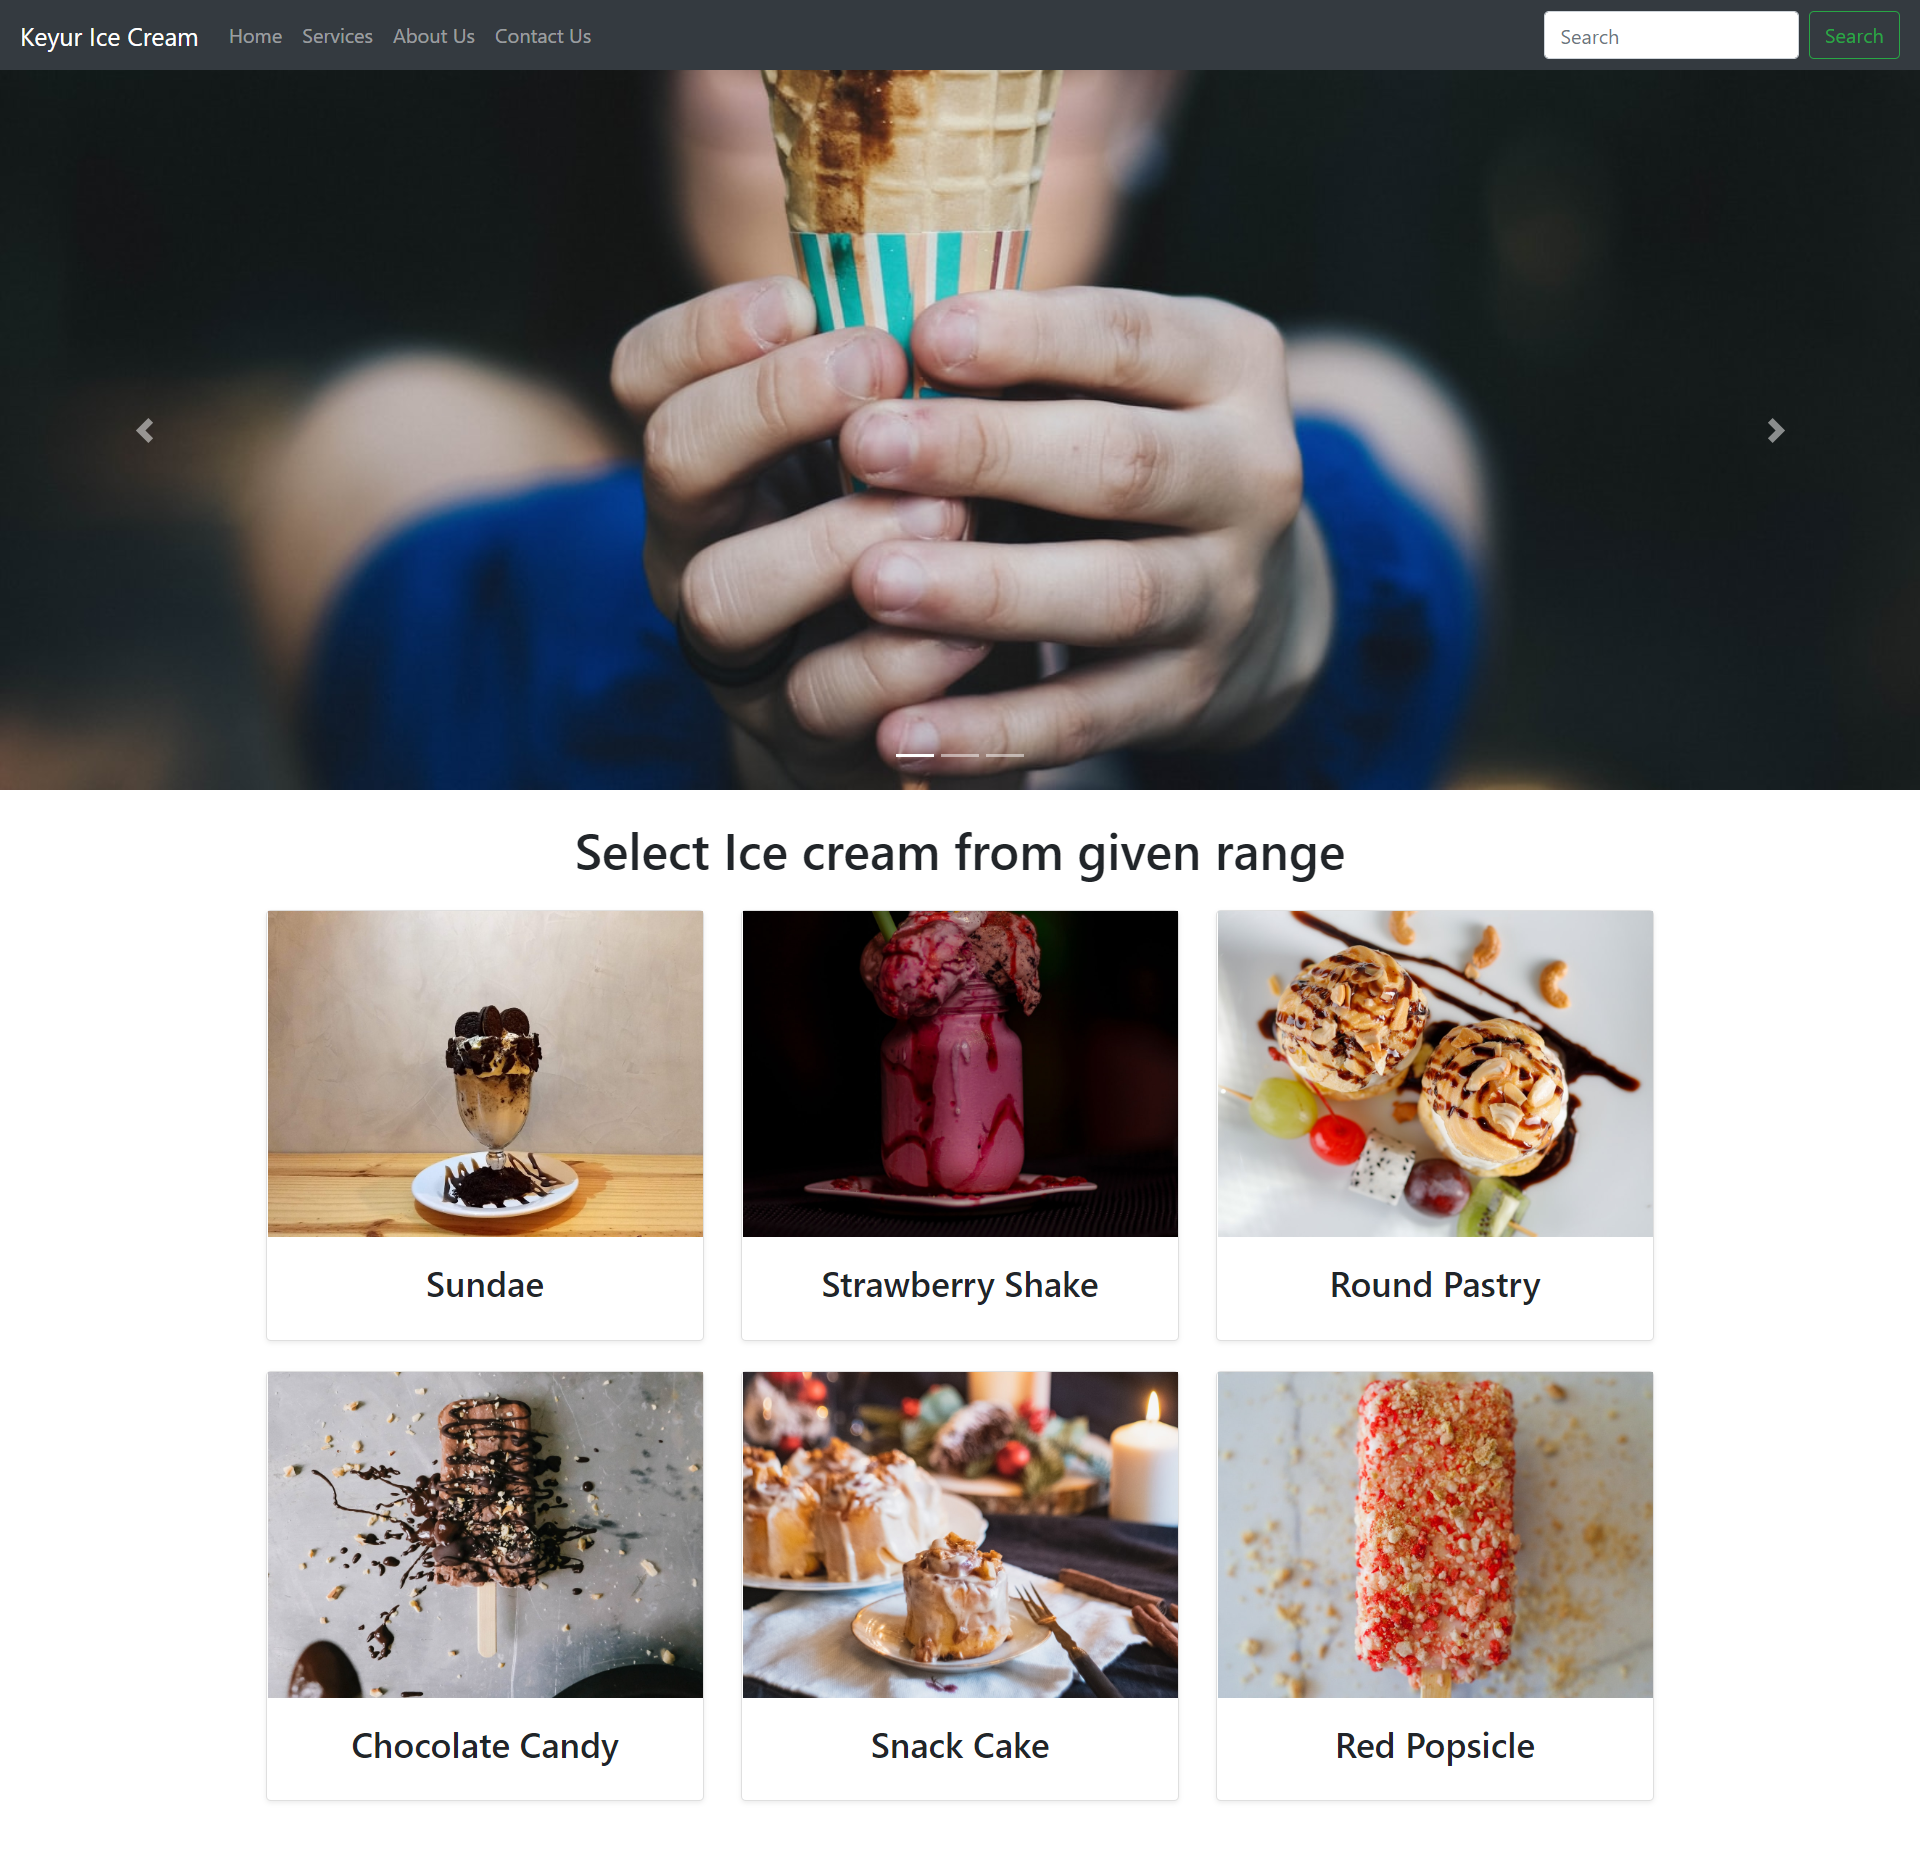 Keyur Ice Cream Home Services About Us Contact Us Search Search
Select Ice cream from given range
Sundae Strawberry Shake Round Pastry
Chocolate Candy Snack Cake Red Popsicle